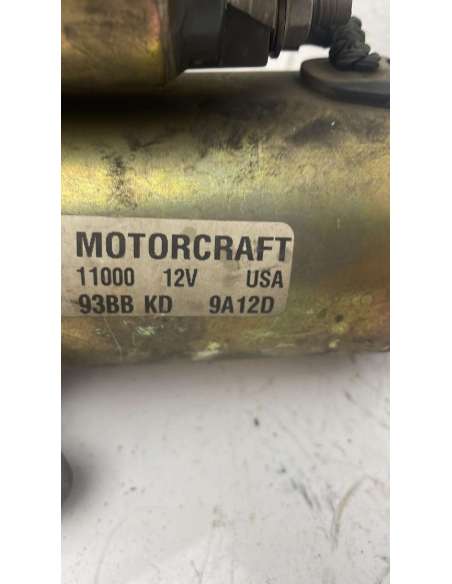 MOTORCRAFT
11000 12V USA
93BB KD 9A12D